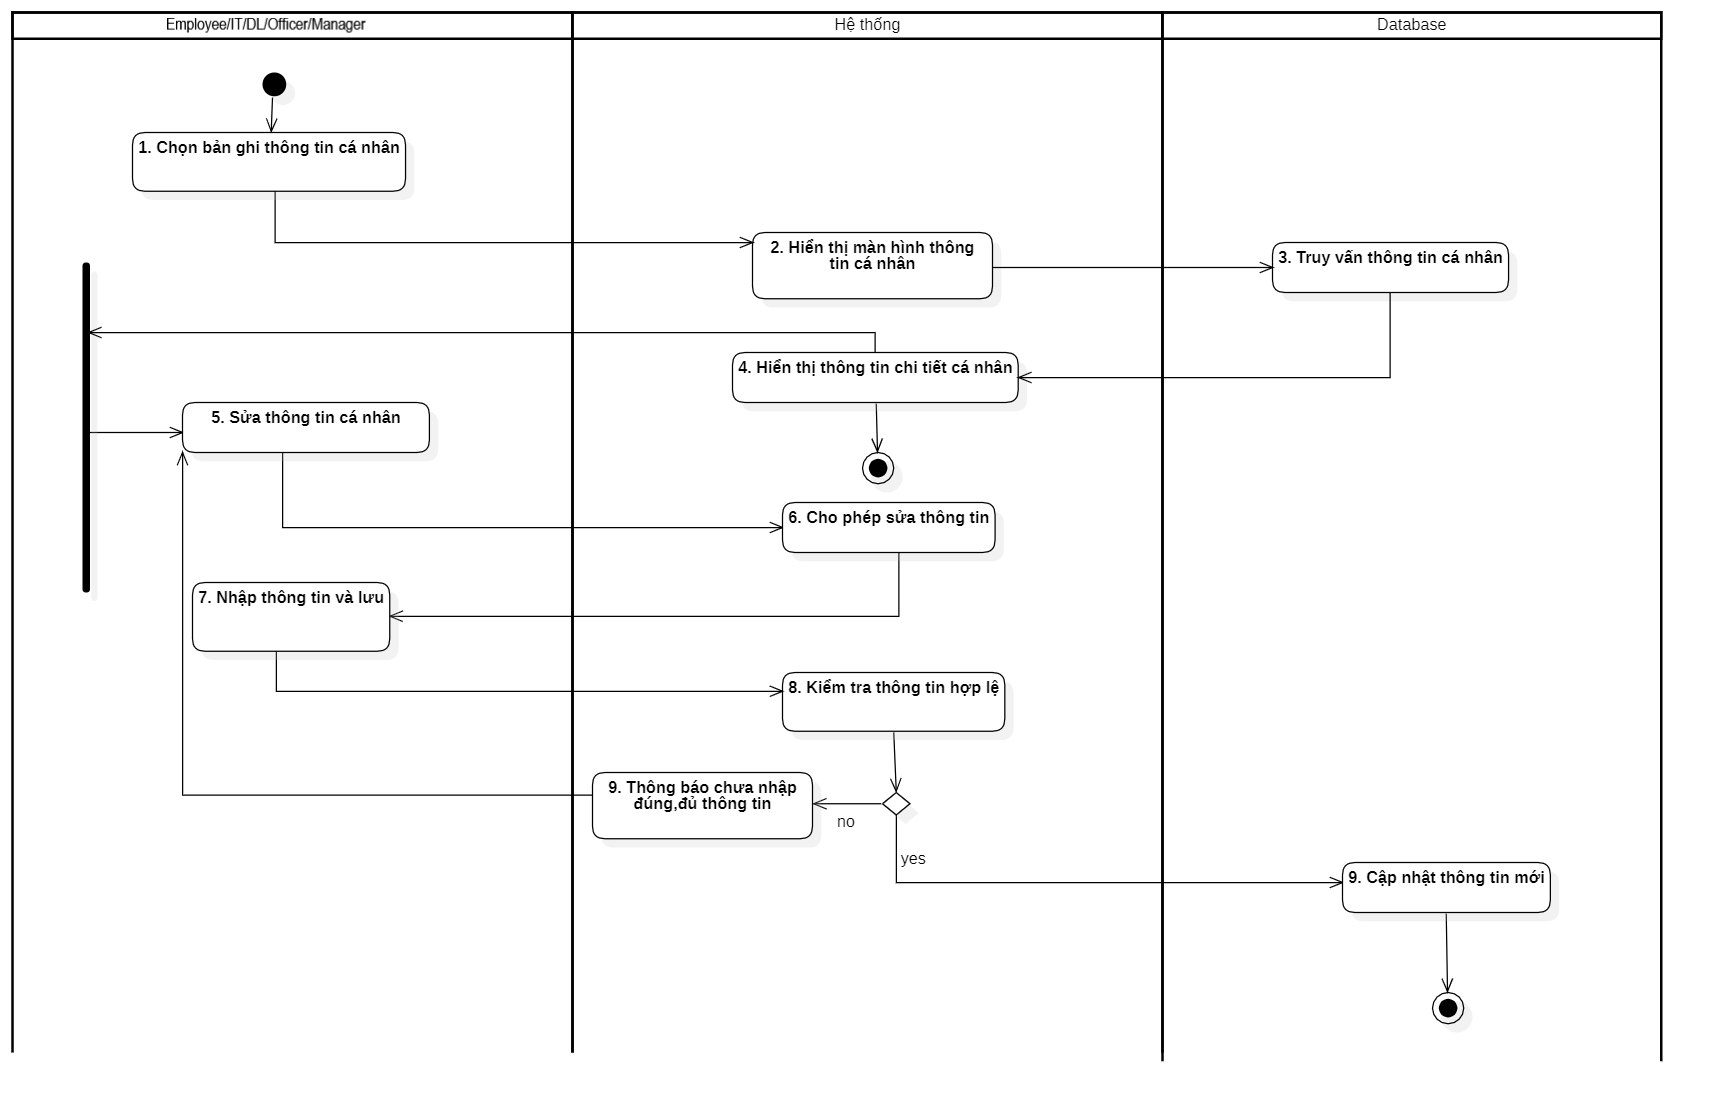 Employee/IT/DL/Officer/Manager
Hệ thống
Database
1. Chọn bản ghi thông tin cá nhân
2. Hiển thị màn hình thông
tin cá nhân
3. Truy vấn thông tin cá nhân
4. Hiển thị thông tin chi tiết cá nhân
5. Sửa thông tin cá nhân
6. Cho phép sửa thông tin
7. Nhập thông tin và lưu
8. Kiểm tra thông tin hợp lệ
9. Thông báo chưa nhập
đúng,đủ thông tin
no
yes
9. Cập nhật thông tin mới